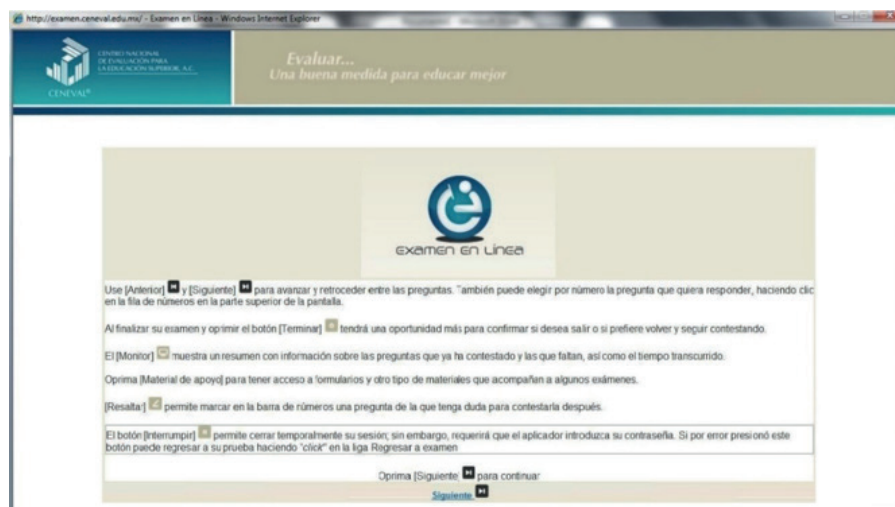 http://examen.ceneval.edu.mx/ - Examen en Línea - Windows Internet Explorer
CENTRO NACIONAL
DE EVALUACIÓN PARA
LA EDUCACIÓN SUPERIOR, A.C.
CENEVAL®
Evaluar...
Una buena medida para educar mejor
examen en Línea
Use [Anterior] y [Siguiente] para avanzar y retroceder entre las preguntas. También puede elegir por número la pregunta que quiera responder, haciendo clic
en la fila de números en la parte superior de la pantalla.
Al finalizar su examen y oprimir el botón [Terminar] tendrá una oportunidad más para confirmar si desea salir o si prefiere volver y seguir contestando.
El [Monitor] muestra un resumen con información sobre las preguntas que ya ha contestado y las que faltan, así como el tiempo transcurrido.
Oprima [Material de apoyo] para tener acceso a formularios y otro tipo de materiales que acompañan a algunos exámenes.
[Resaltar] permite marcar en la barra de números una pregunta de la que tenga duda para contestarla después.
El botón [Interrumpir] permite cerrar temporalmente su sesión; sin embargo, requerirá que el aplicador introduzca su contraseña. Si por error presionó este
botón puede regresar a su prueba haciendo "click" en la liga Regresar a examen
Oprima [Siguiente] para continuar
Siguiente